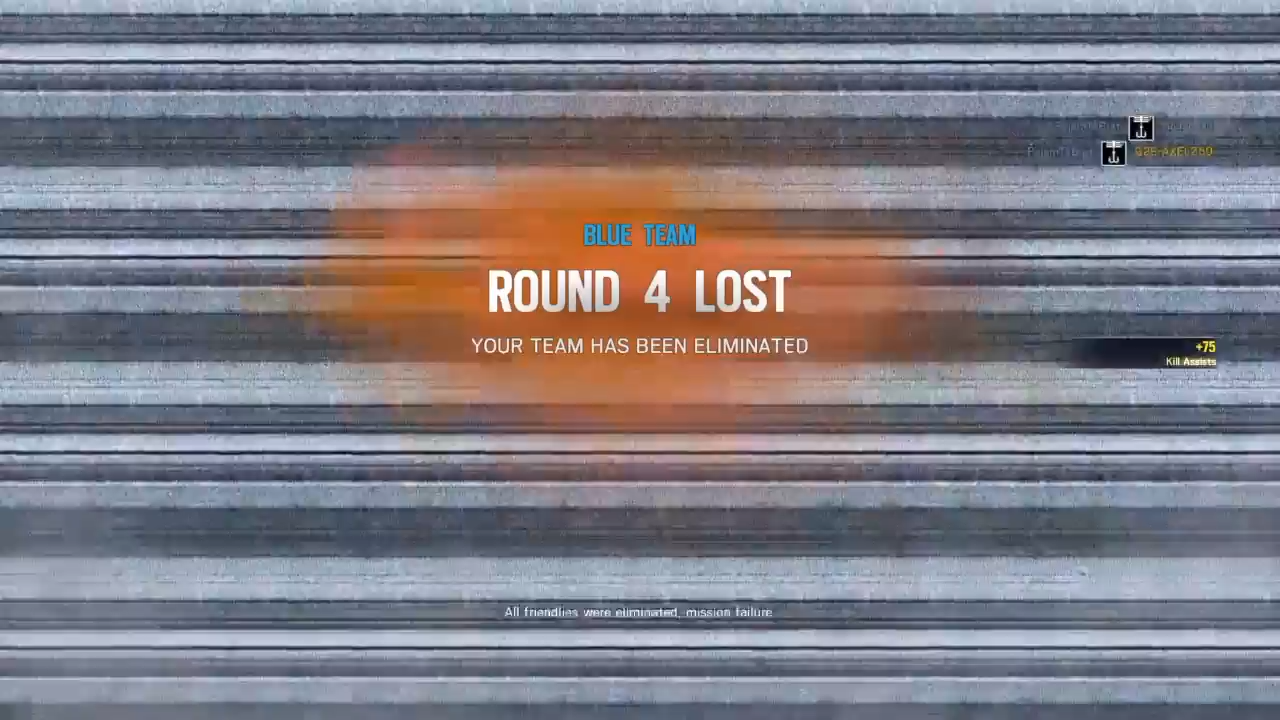 BLUE TEAM
ROUND 4 LOST
YOUR TEAM HAS BEEN ELIMINATED
+75
Kill Assists
All friendlies were eliminated, mission failure